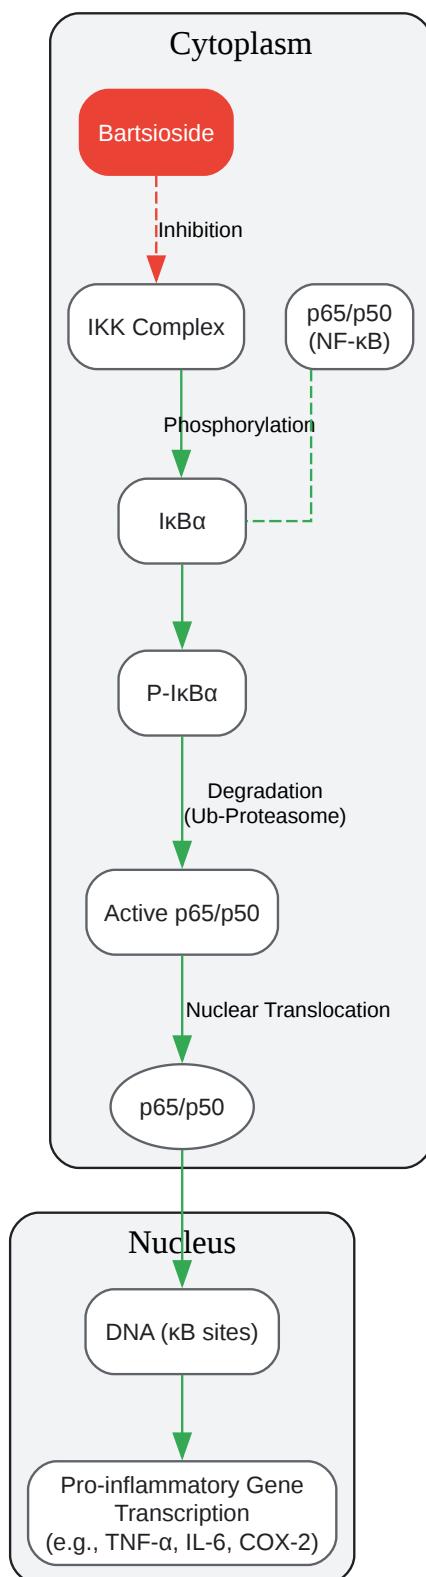 Cytoplasm
Bartsioside
Inhibition
IKK Complex
p65/p50
(NF-κB)
Phosphorylation
IκBα
P-IκBα
Degradation
(Ub-Proteasome)
Active p65/p50
Nuclear Translocation
p65/p50
Nucleus
DNA (κB sites)
Pro-inflammatory Gene
Transcription
(e.g., TNF-α, IL-6, COX-2)